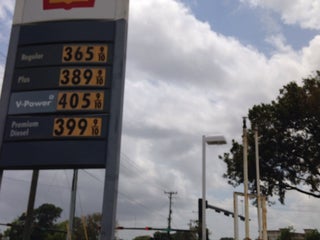 Regular 365 9/10
Plus 389 9/10
V-Power 405 9/10
Premium Diesel 399 9/10